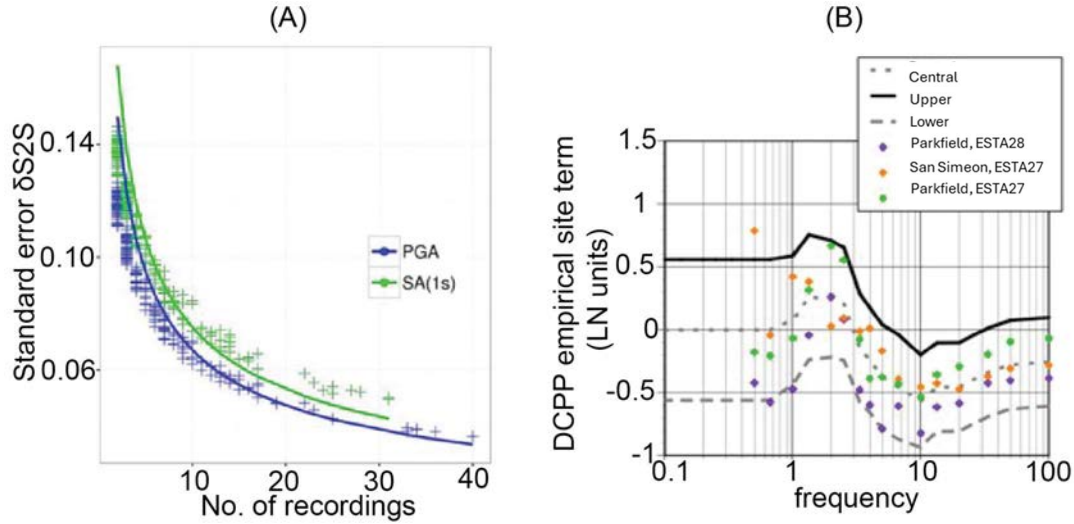 (A)
Standard error δS2S
0.14
0.10
0.06
PGA
SA(1s)
10
20
30
40
No. of recordings
(B)
Central
Upper
Lower
Parkfield, ESTA28
San Simeon, ESTA27
Parkfield, ESTA27
DCPP empirical site term
(LN units)
1.5
1
0.5
0
-0.5
-1
0.1
1
10
100
frequency